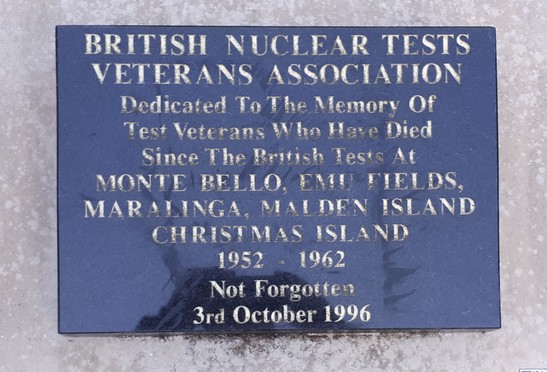 BRITISH NUCLEAR TESTS
VETERANS ASSOCIATION
Dedicated To The Memory Of
Test Veterans Who Have Died
Since The British Tests At
MONTE BELLO, EMU FIELDS,
MARALINGA, MALDEN ISLAND
CHRISTMAS ISLAND
1952 - 1962
Not Forgotten
3rd October 1996